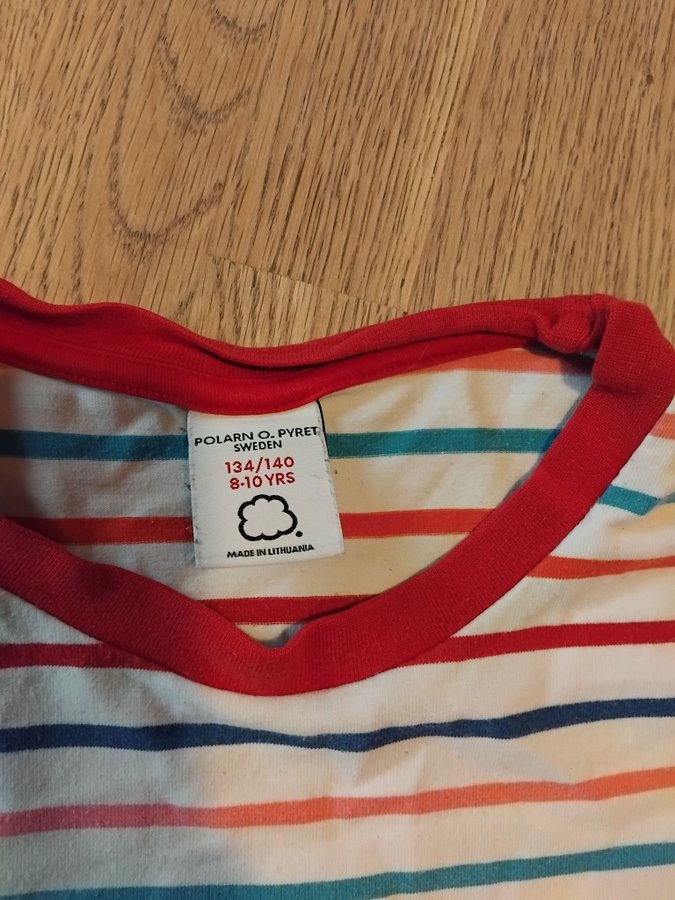 POLARN O. PYRET
SWEDEN
134/140
8-10 YRS
MADE IN LITHUANIA